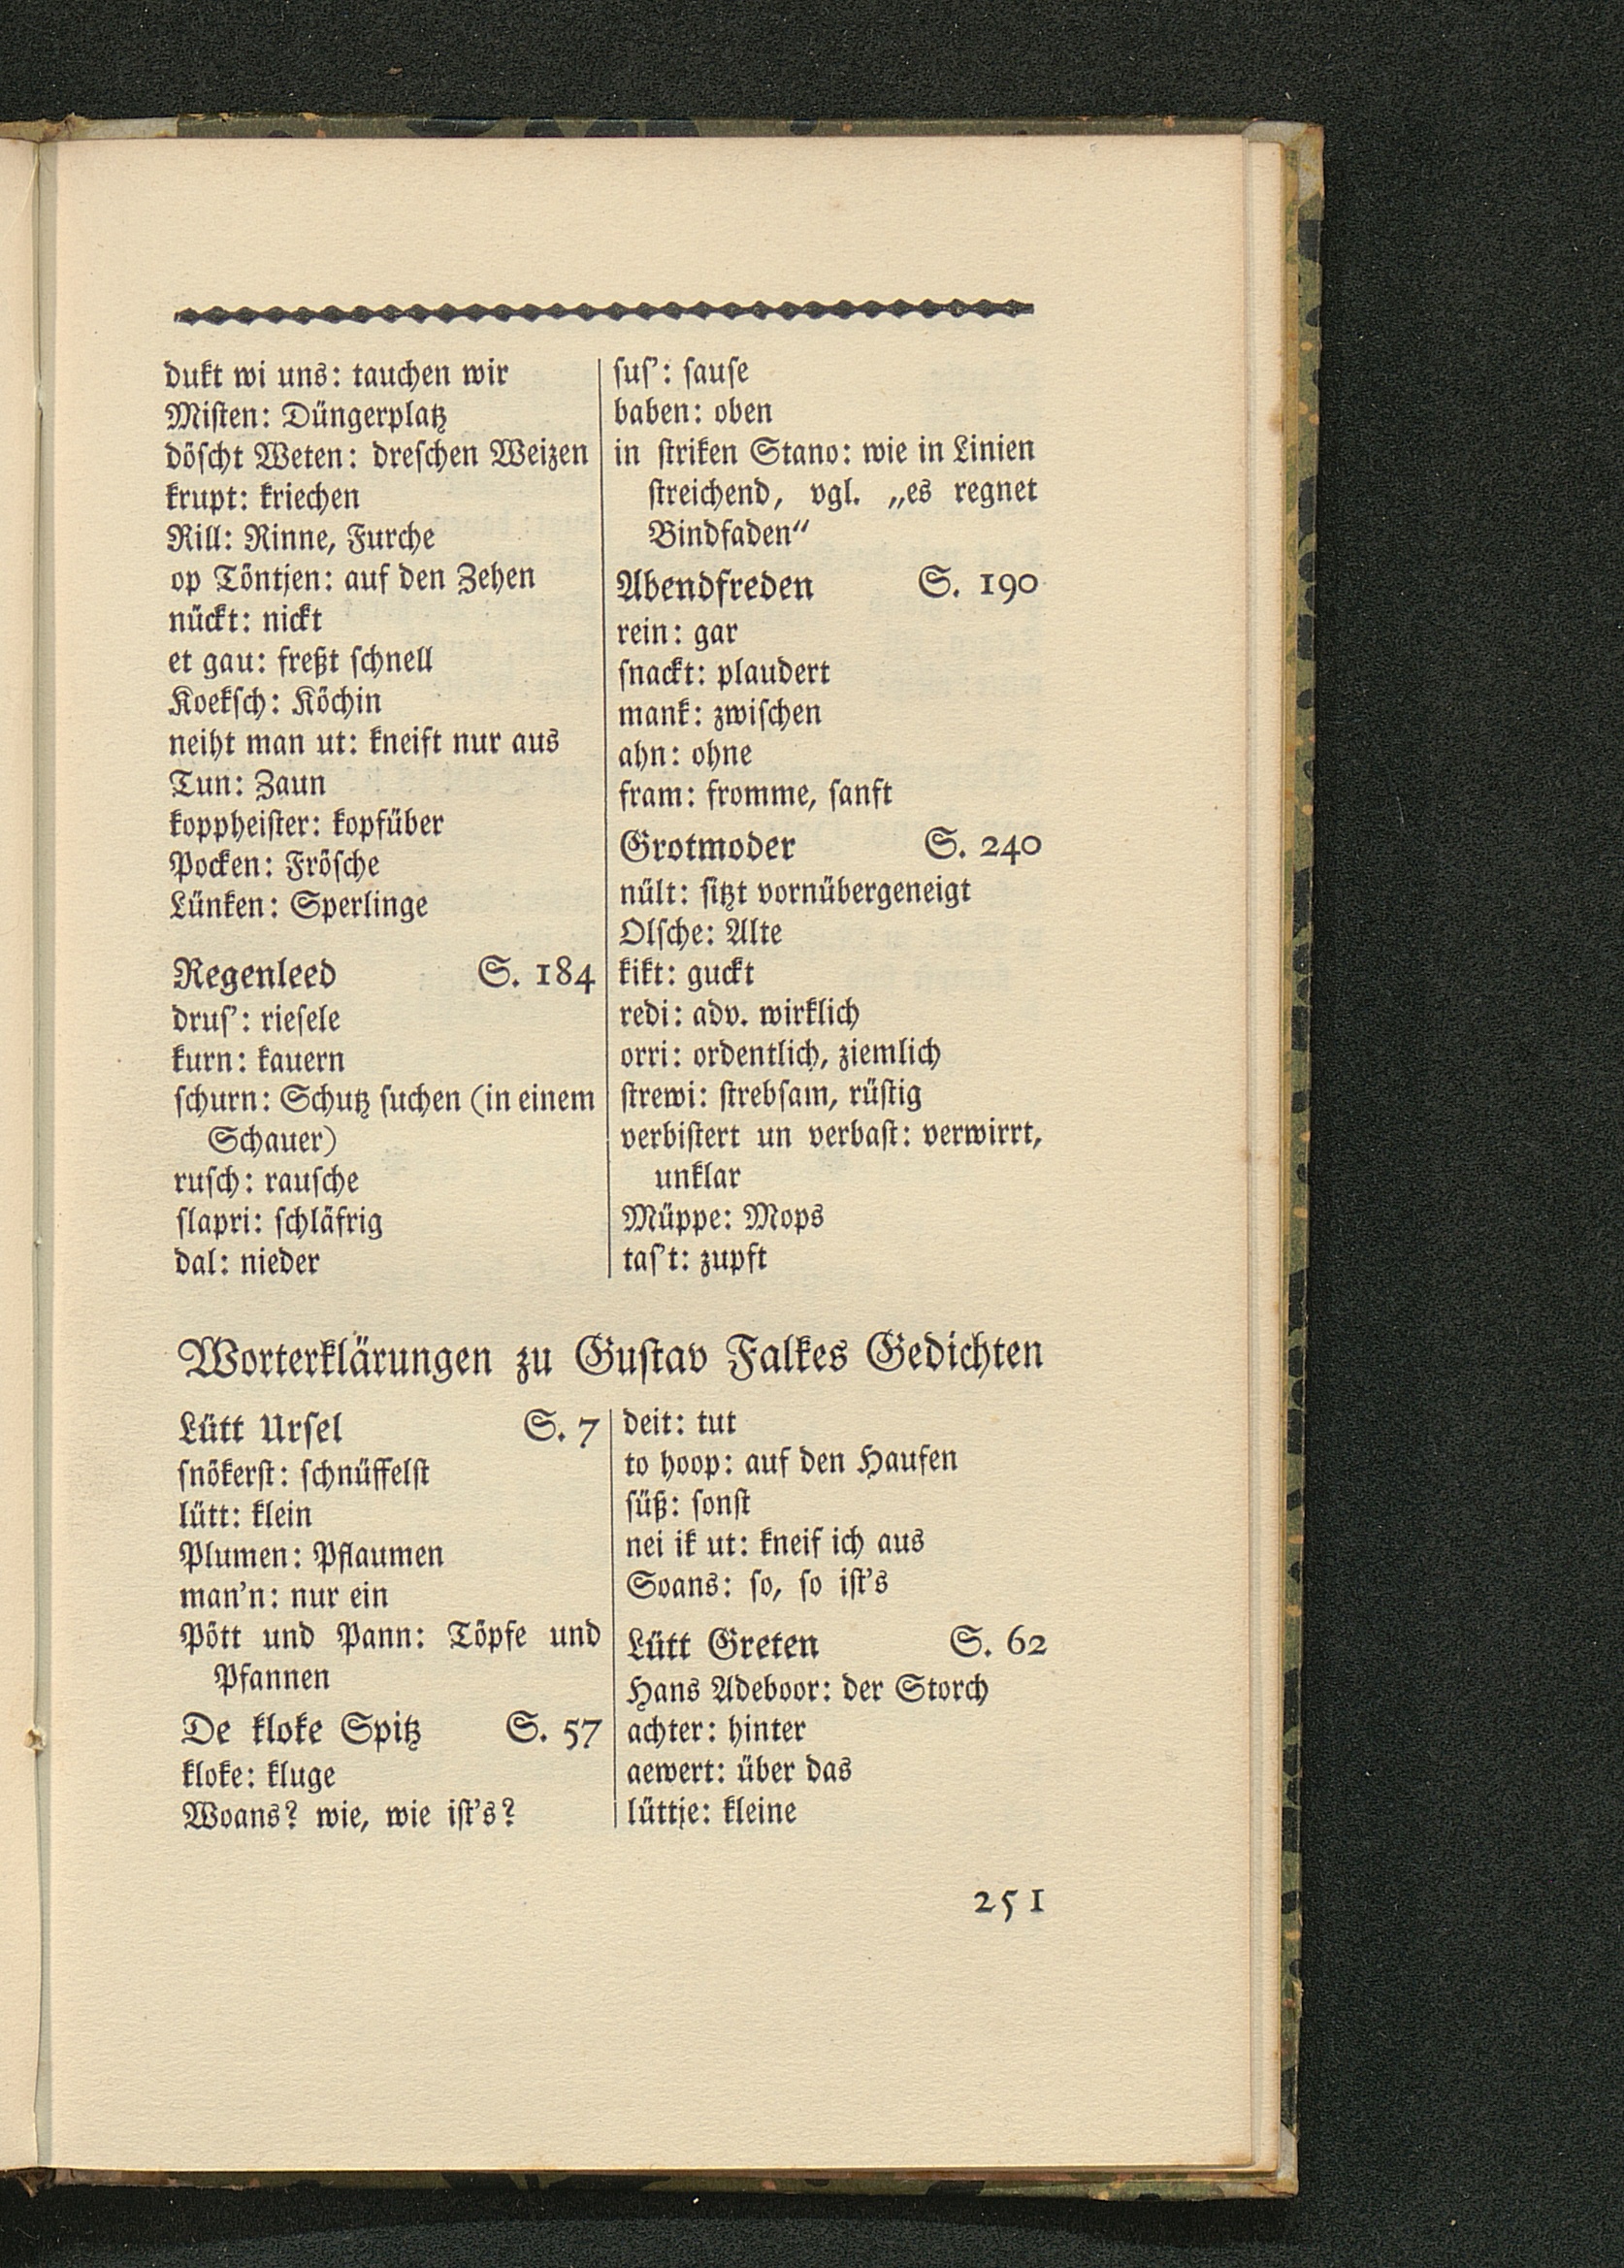 dukt wi uns: tauchen wir
Misten: Düngerplatz
döscht Weten: dreschen Weizen
krupt: kriechen
Rill: Rinne, Furche
op Töntjen: auf den Zehen
nückt: nickt
et gau: freßt schnell
Koeksch: Köchin
neiht man ut: kneift nur aus
Tun: Zaun
koppheister: kopfüber
Pocken: Frösche
Lünken: Sperlinge
Regenleed S. 184
drus': riesele
kurn: kauern
schurn: Schutz suchen (in einem
Schauer)
rusch: rausche
slapri: schläfrig
dal: nieder
sus': sause
baben: oben
in striken Stano: wie in Linien
streichend, vgl. „es regnet
Bindfaden“
Abendfreden S. 190
rein: gar
snackt: plaudert
mank: zwischen
ahn: ohne
fram: fromme, sanft
Grotmoder S. 240
nült: sitzt vornübergeneigt
Olsche: Alte
kikt: guckt
redi: adv. wirklich
orri: ordentlich, ziemlich
strewi: strebsam, rüstig
verbistert un verbast: verwirrt,
unklar
Müppe: Mops
tas't: zupft
Worterklärungen zu Gustav Falkes Gedichten
Lütt Ursel S. 7
snökerst: schnüffelst
lütt: klein
Plumen: Pflaumen
man'n: nur ein
Pött und Pann: Töpfe und
Pfannen
De kloke Spitz S. 57
kloke: kluge
Woans? wie, wie ist's?
deit: tut
to hoop: auf den Haufen
süß: sonst
nei ik ut: kneif ich aus
Soans: so, so ist's
Lütt Greten S. 62
Hans Adeboor: der Storch
achter: hinter
aewert: über das
lüttje: kleine
251